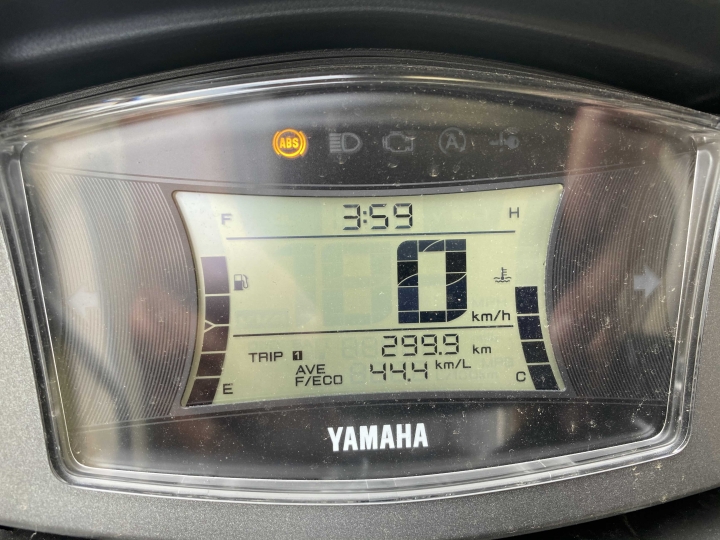 ABS
A
F 3:59 H
0
km/h
TRIP 1 299.9 km
AVE
F/ECO 44.4 km/L
E C
YAMAHA